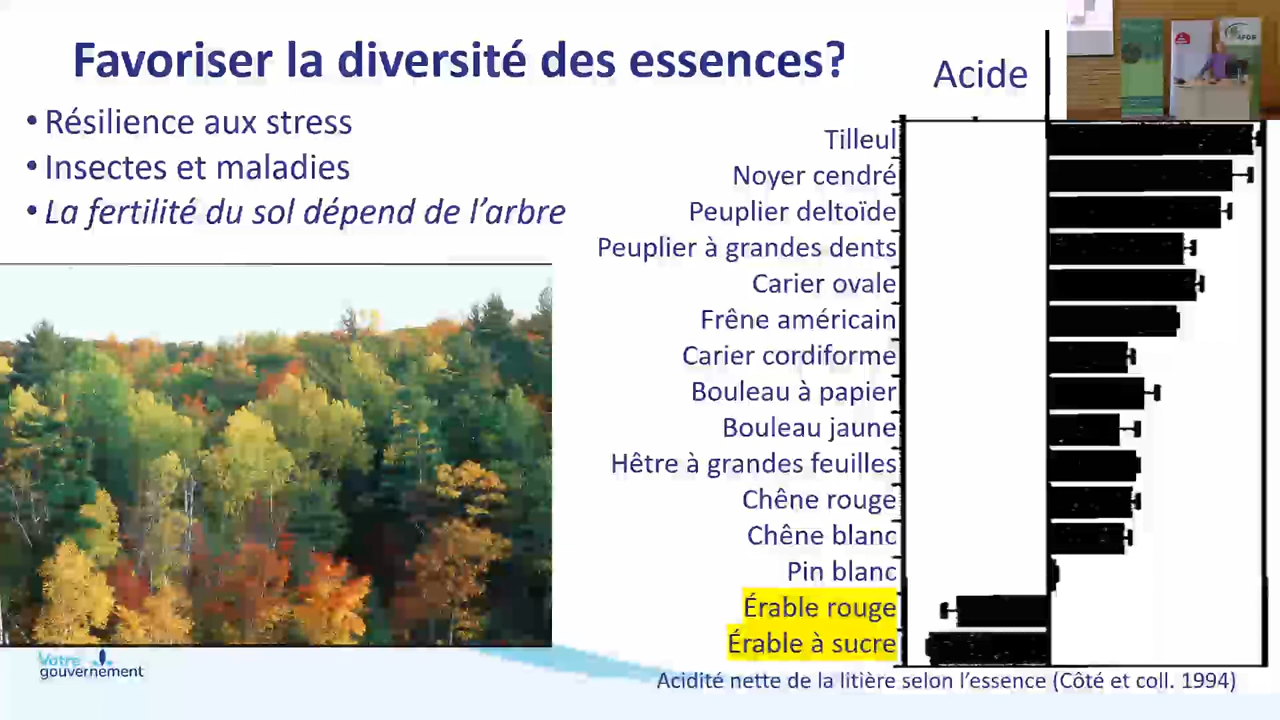 Favoriser la diversité des essences?
• Résilience aux stress
• Insectes et maladies
• La fertilité du sol dépend de l'arbre
Acide
Tilleul
Noyer cendré
Peuplier deltoïde
Peuplier à grandes dents
Carier ovale
Frêne américain
Carier cordiforme
Bouleau à papier
Bouleau jaune
Hêtre à grandes feuilles
Chêne rouge
Chêne blanc
Pin blanc
Érable rouge
Érable à sucre
Acidité nette de la litière selon l'essence (Côté et coll. 1994)
Votre
gouvernement